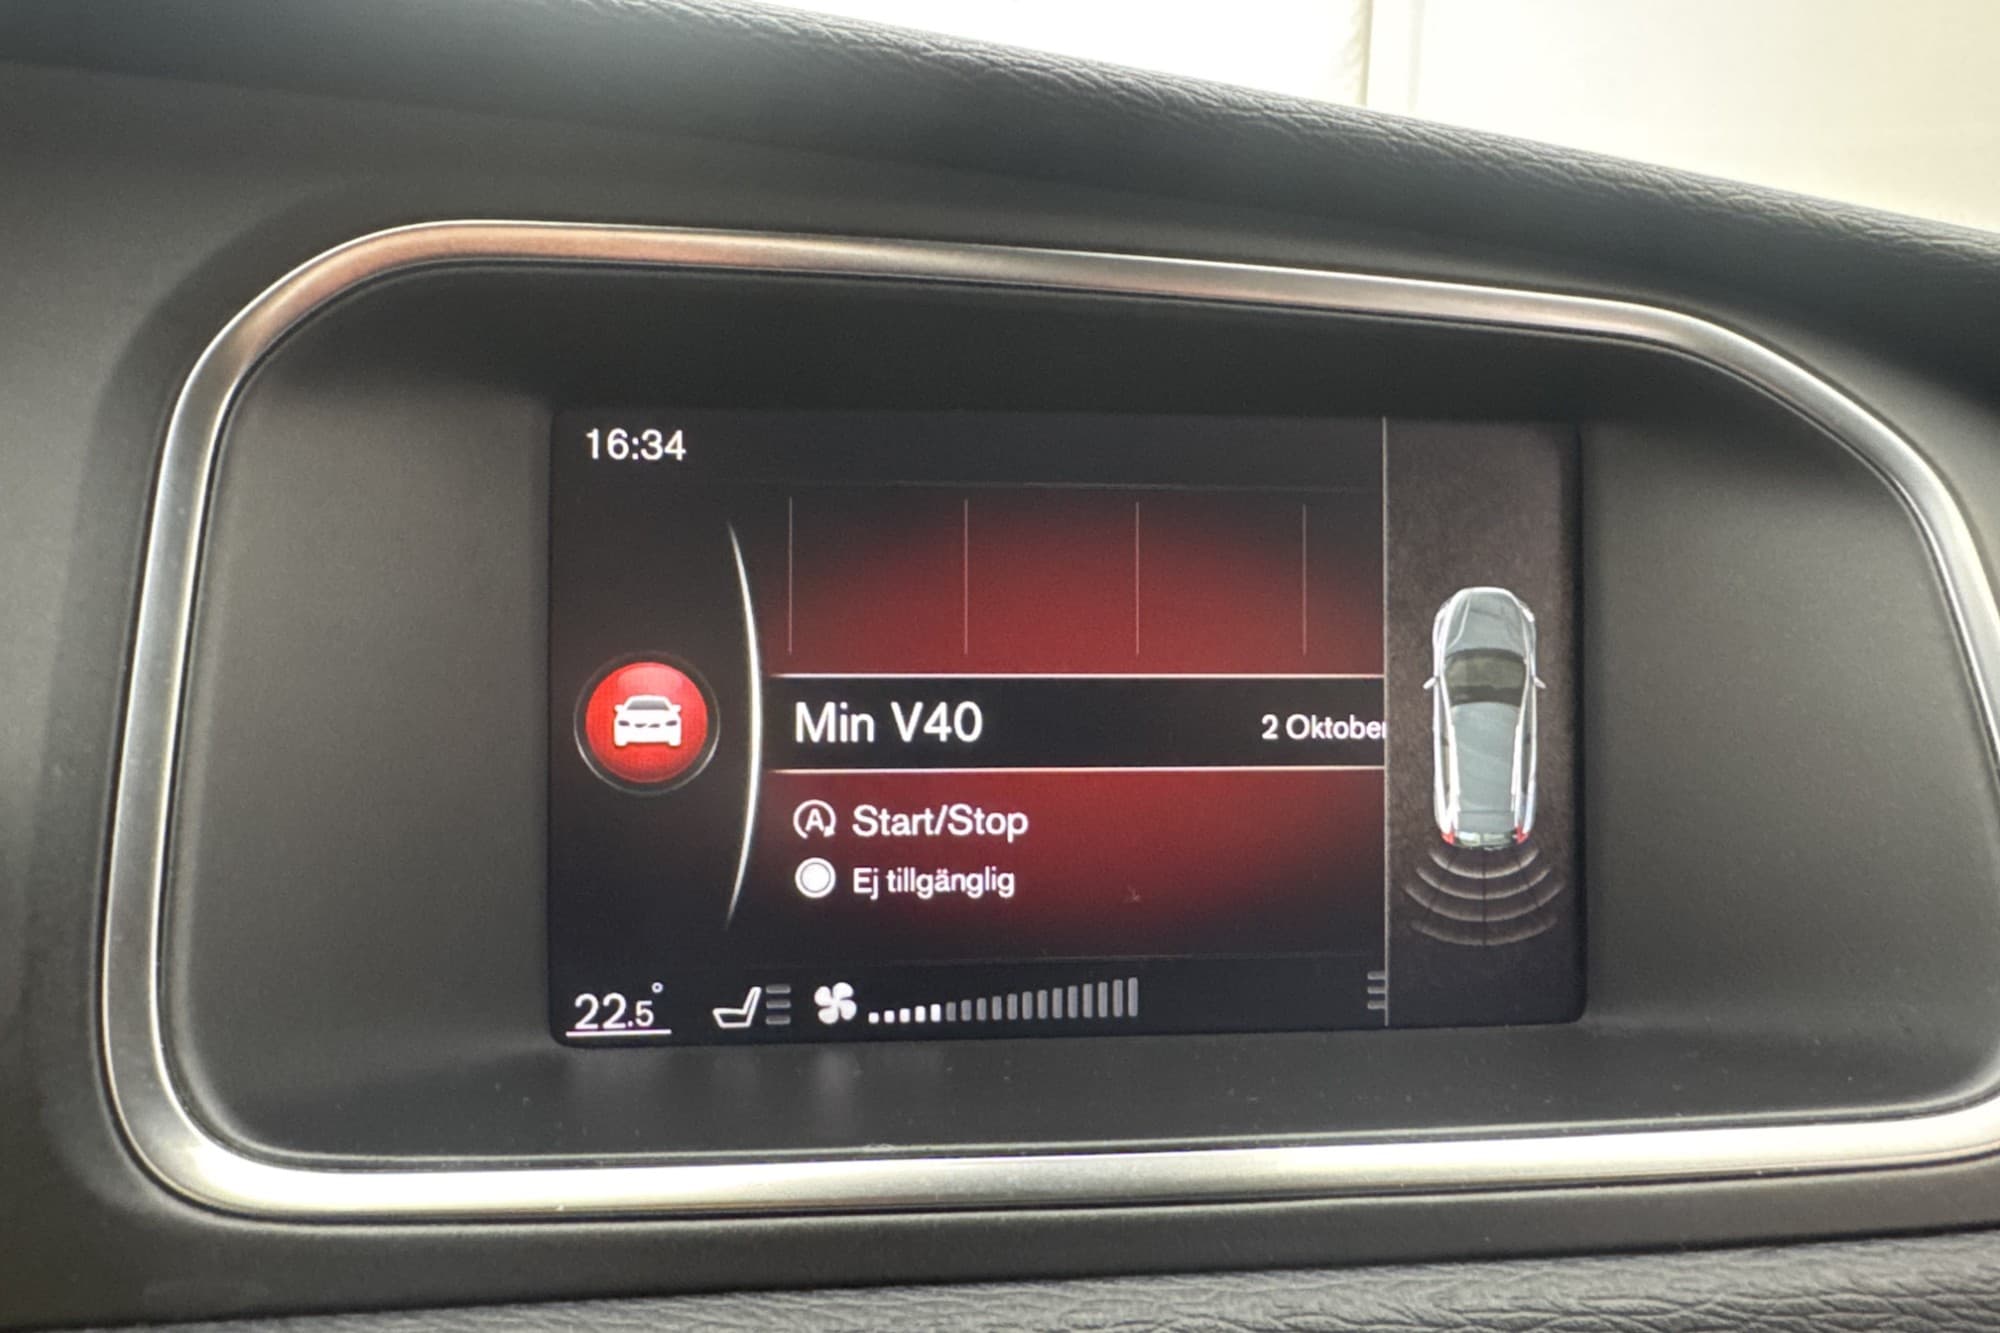 16:34
Min V40
2 Oktober
Start/Stop
Ej tillgänglig
22.5°